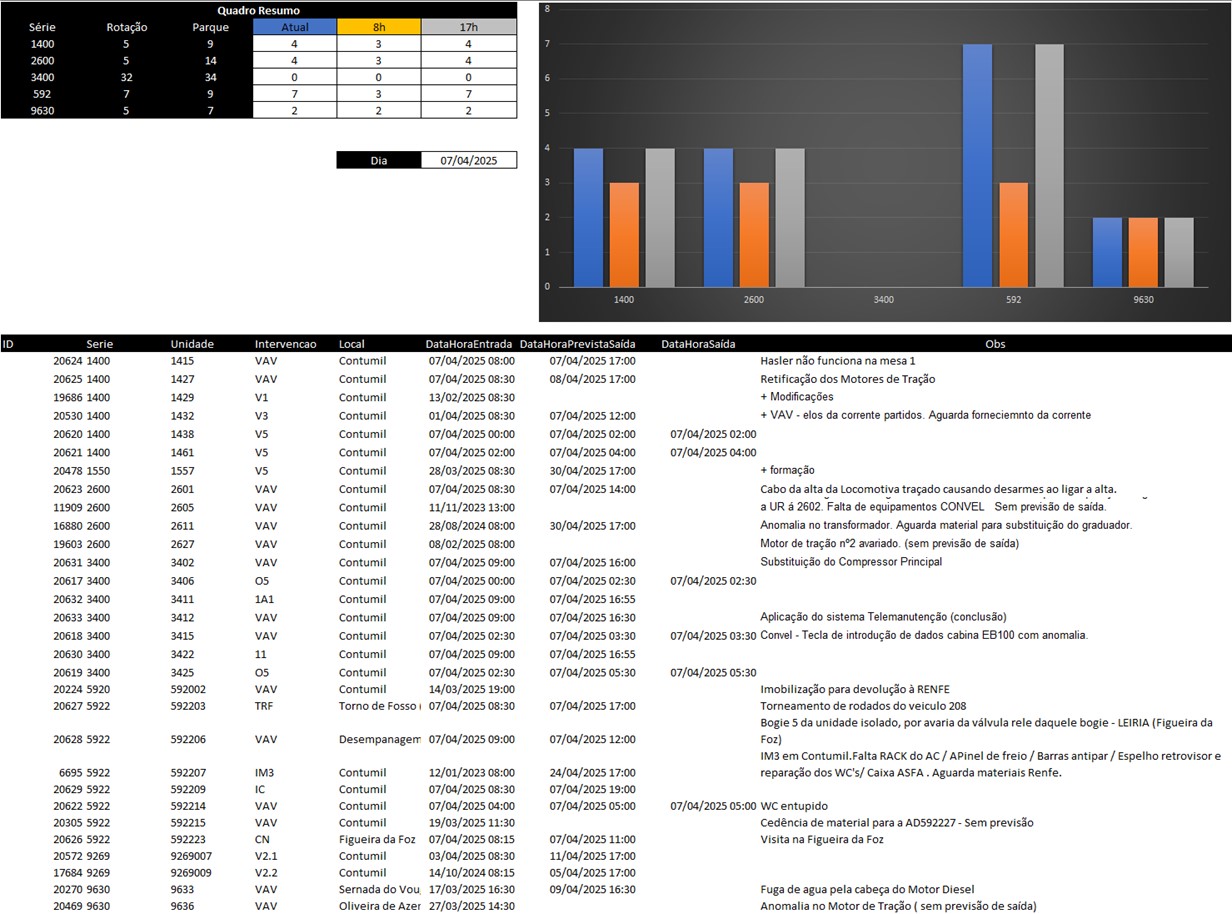 Quadro Resumo
Série Rotação Parque Atual 8h 17h
1400 5 9 4 3 4
2600 5 14 4 3 4
3400 32 34 0 0 0
592 7 9 7 3 7
9630 5 7 2 2 2
Dia 07/04/2025
8
7
6
5
4
3
2
1
0
1400 2600 3400 592 9630
ID Serie Unidade Intervencao Local DataHoraEntrada DataHoraPrevistaSaída DataHoraSaída Obs
20624 1400 1415 VAV Contumil 07/04/2025 08:00 07/04/2025 17:00 Hasler não funciona na mesa 1
20625 1400 1427 VAV Contumil 07/04/2025 08:30 08/04/2025 17:00 Retificação dos Motores de Tração
19686 1400 1429 V1 Contumil 13/02/2025 08:30 + Modificações
20530 1400 1432 V3 Contumil 01/04/2025 08:30 07/04/2025 12:00 + VAV - elos da corrente partidos. Aguarda forneciemnto da corrente
20620 1400 1438 V5 Contumil 07/04/2025 00:00 07/04/2025 02:00 07/04/2025 02:00
20621 1400 1461 V5 Contumil 07/04/2025 02:00 07/04/2025 04:00 07/04/2025 04:00
20478 1550 1557 V5 Contumil 28/03/2025 08:30 30/04/2025 17:00 + formação
20623 2600 2601 VAV Contumil 07/04/2025 08:30 07/04/2025 14:00 Cabo da alta da Locomotiva traçado causando desarmes ao ligar a alta.
11909 2600 2605 VAV Contumil 11/11/2023 13:00 a UR á 2602. Falta de equipamentos CONVEL Sem previsão de saída.
16880 2600 2611 VAV Contumil 28/08/2024 08:00 30/04/2025 17:00 Anomalia no transformador. Aguarda material para substituição do graduador.
19603 2600 2627 VAV Contumil 08/02/2025 08:00 Motor de tração nº2 avariado. (sem previsão de saída)
20631 3400 3402 VAV Contumil 07/04/2025 09:00 07/04/2025 16:00 Substituição do Compressor Principal
20617 3400 3406 O5 Contumil 07/04/2025 00:00 07/04/2025 02:30 07/04/2025 02:30
20632 3400 3411 1A1 Contumil 07/04/2025 09:00 07/04/2025 16:55
20633 3400 3412 VAV Contumil 07/04/2025 09:00 07/04/2025 16:30 Aplicação do sistema Telemanutenção (conclusão)
20618 3400 3415 VAV Contumil 07/04/2025 02:30 07/04/2025 03:30 07/04/2025 03:30 Convel - Tecla de introdução de dados cabina EB100 com anomalia.
20630 3400 3422 11 Contumil 07/04/2025 09:00 07/04/2025 16:55
20619 3400 3425 O5 Contumil 07/04/2025 02:30 07/04/2025 05:30 07/04/2025 05:30
20224 5920 592002 VAV Contumil 14/03/2025 19:00 Imobilização para devolução à RENFE
20627 5922 592203 TRF Torno de Fosso ( 07/04/2025 08:30 07/04/2025 17:00 Torneamento de rodados do veiculo 208
20628 5922 592206 VAV Desempanagem 07/04/2025 09:00 07/04/2025 12:00 Bogie 5 da unidade isolado, por avaria da válvula rele daquele bogie - LEIRIA (Figueira da
Foz)
6695 5922 592207 IM3 Contumil 12/01/2023 08:00 24/04/2025 17:00 IM3 em Contumil.Falta RACK do AC / APinel de freio / Barras antipar / Espelho retrovisor e
reparação dos WC's/ Caixa ASFA . Aguarda materiais Renfe.
20629 5922 592209 IC Contumil 07/04/2025 08:30 07/04/2025 19:00
20622 5922 592214 VAV Contumil 07/04/2025 04:00 07/04/2025 05:00 07/04/2025 05:00 WC entupido
20305 5922 592215 VAV Contumil 19/03/2025 11:30 Cedência de material para a AD592227 - Sem previsão
20626 5922 592223 CN Figueira da Foz 07/04/2025 08:15 07/04/2025 11:00 Visita na Figueira da Foz
20572 9269 9269007 V2.1 Contumil 03/04/2025 08:30 11/04/2025 17:00
17684 9269 9269009 V2.2 Contumil 14/10/2024 08:15 05/04/2025 17:00
20270 9630 9633 VAV Sernada do Vou 17/03/2025 16:30 09/04/2025 16:30 Fuga de agua pela cabeça do Motor Diesel
20469 9630 9636 VAV Oliveira de Azer 27/03/2025 14:30 Anomalia no Motor de Tração ( sem previsão de saída)